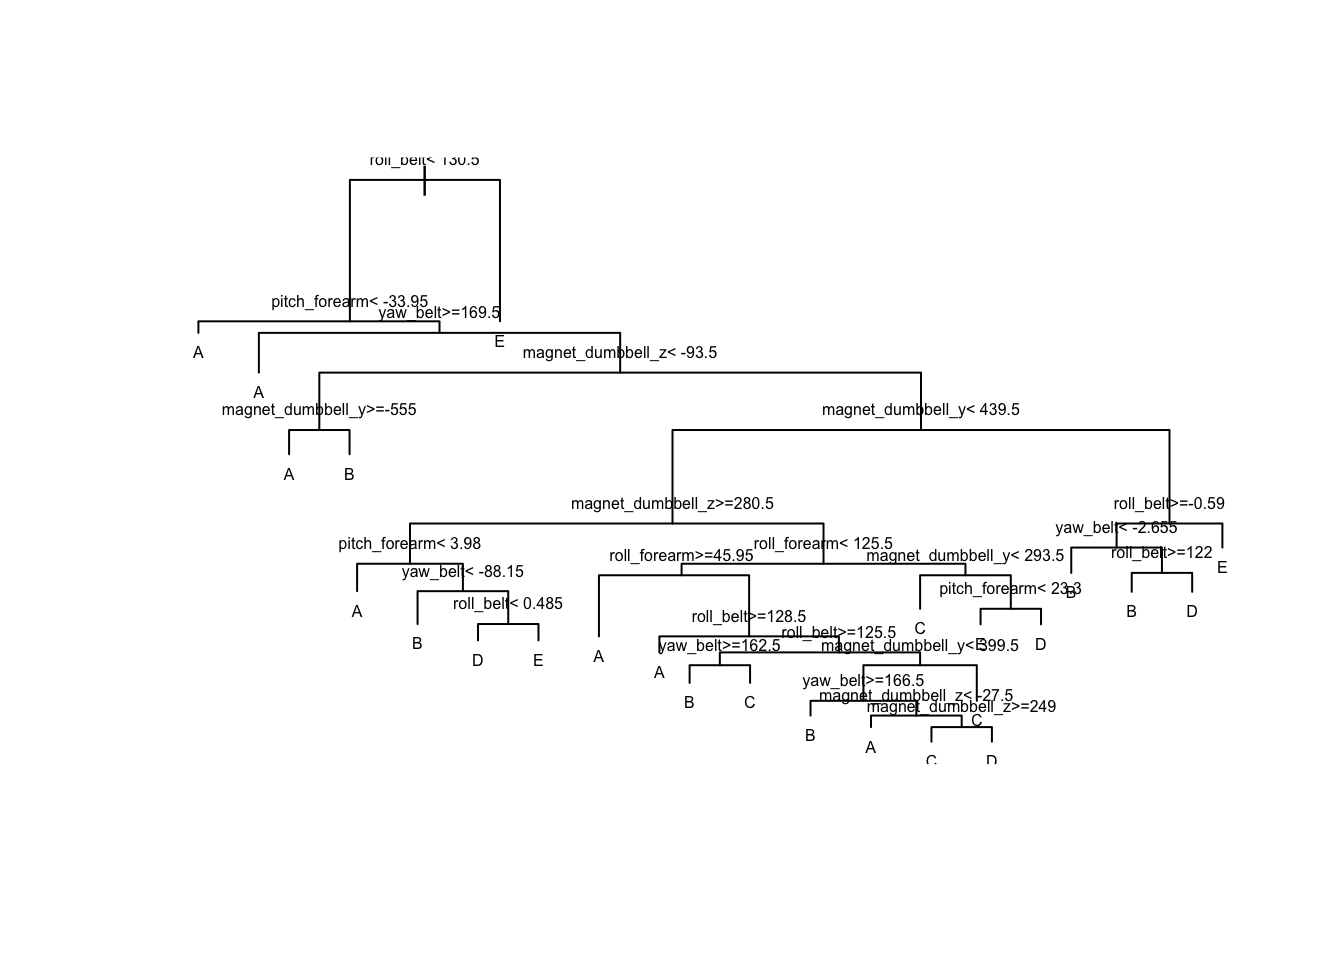 roll_belt< 130.5
pitch_forearm< -33.95
yaw_belt>=169.5
E
A
magnet_dumbbell_z< -93.5
A
magnet_dumbbell_y>=-555
magnet_dumbbell_y< 439.5
A
B
magnet_dumbbell_z>=280.5
roll_belt>=-0.59
yaw_belt< -2.655
pitch_forearm< 3.98
roll_forearm< 125.5
roll_forearm>=45.95
magnet_dumbbell_y< 293.5
roll_belt>=122
E
yaw_belt< -88.15
pitch_forearm< 23.3
B
roll_belt< 0.485
A
B
D
roll_belt>=128.5
C
roll_belt>=125.5
B
E
D
yaw_belt>=162.5
magnet_dumbbell_y< 399.5
A
D
E
A
yaw_belt>=166.5
magnet_dumbbell_z< -27.5
B
C
magnet_dumbbell_z>=249
C
B
A
C
D